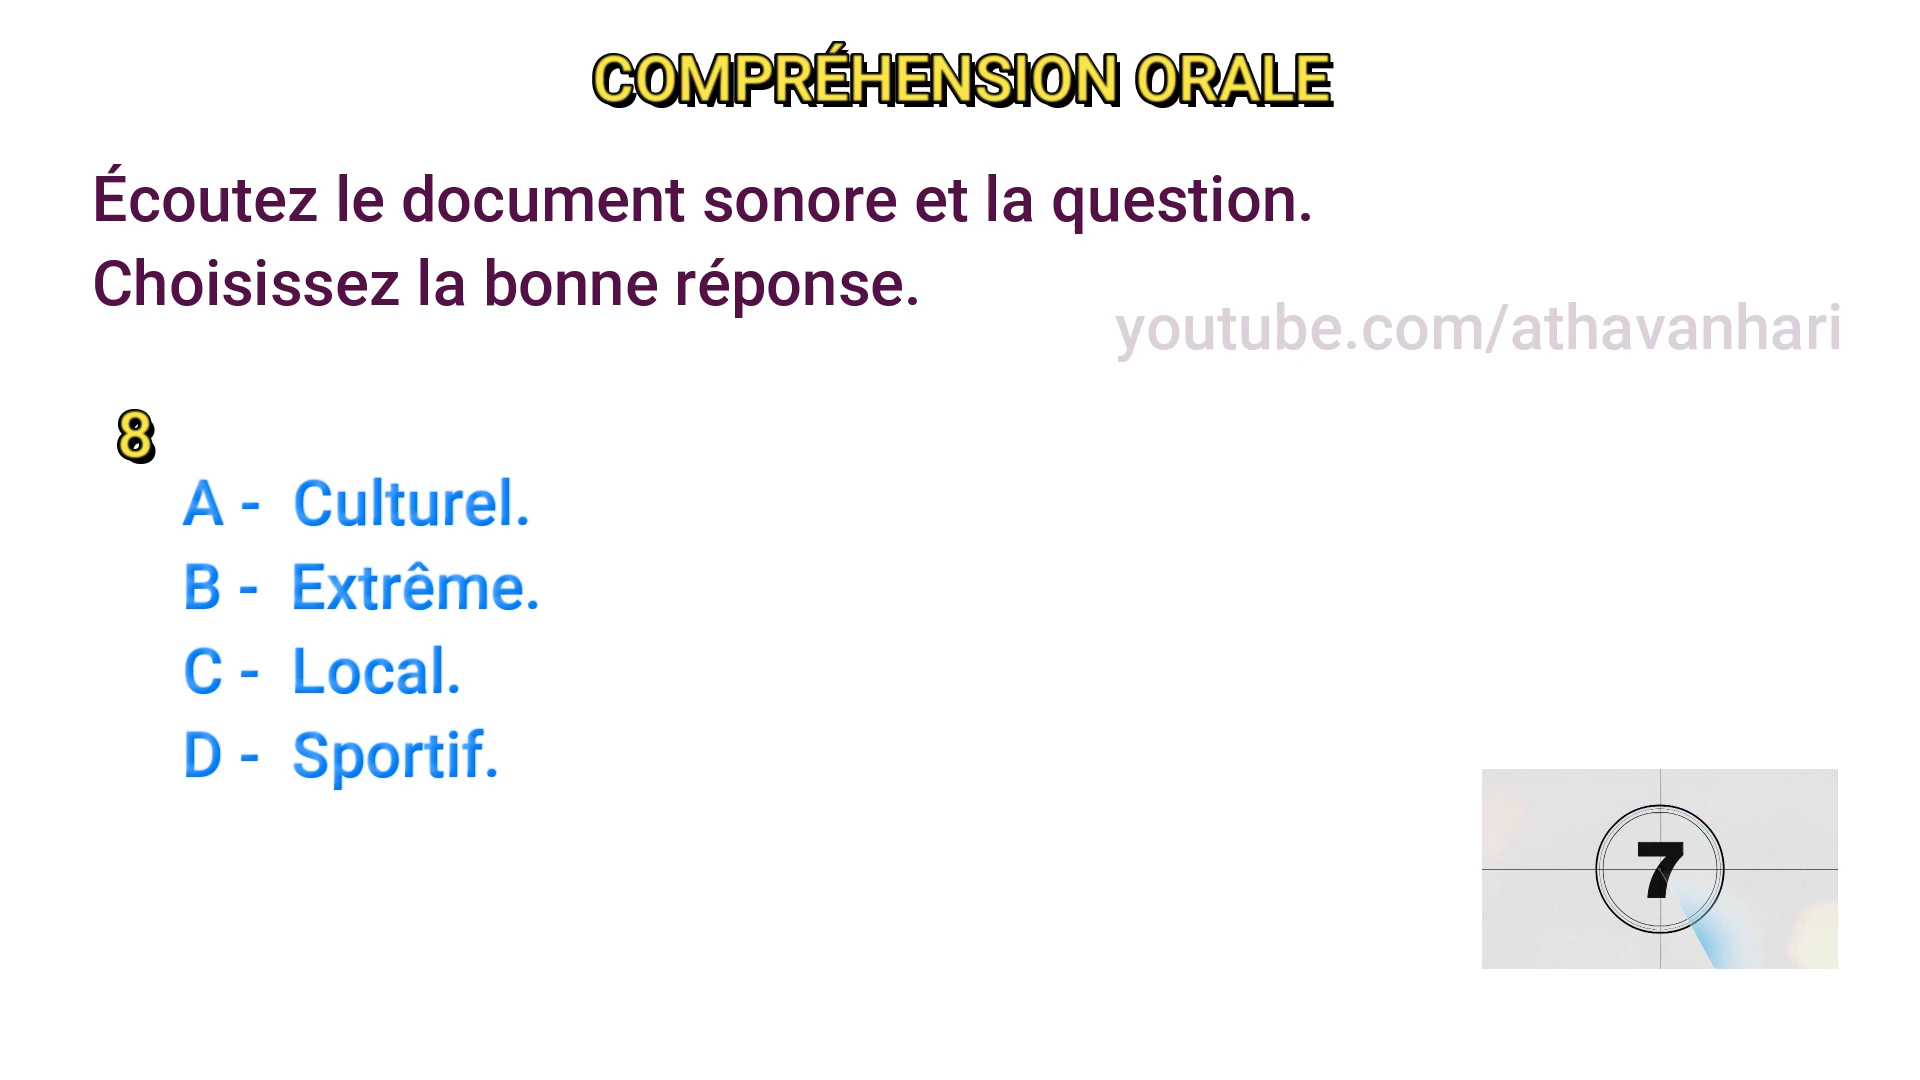 COMPRÉHENSION ORALE
Écoutez le document sonore et la question.
Choisissez la bonne réponse.
youtube.com/athavanhari
8
A - Culturel.
B - Extrême.
C - Local.
D - Sportif.
7